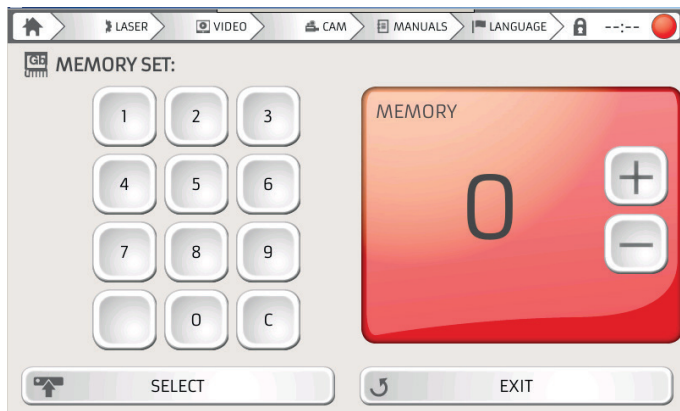 LASER VIDEO CAM MANUALS LANGUAGE --:--
Gb MEMORY SET:
1 2 3
4 5 6
7 8 9
0 C
MEMORY
0
+
−
SELECT EXIT